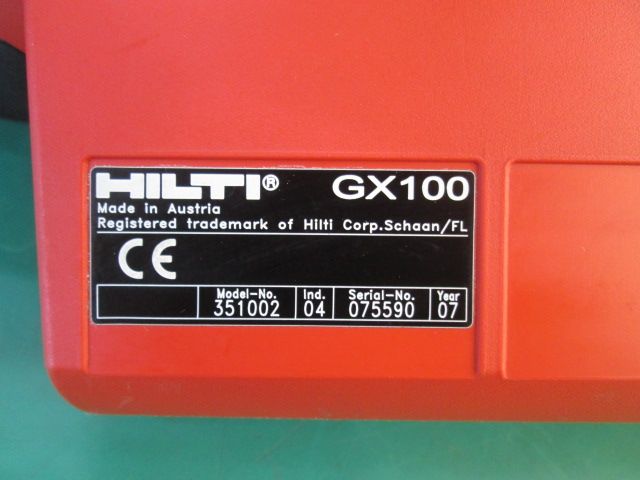 HILTI® GX100
Made in Austria
Registered trademark of Hilti Corp.Schaan/FL
CE
Model-No. Ind. Serial-No. Year
351002 04 075590 07